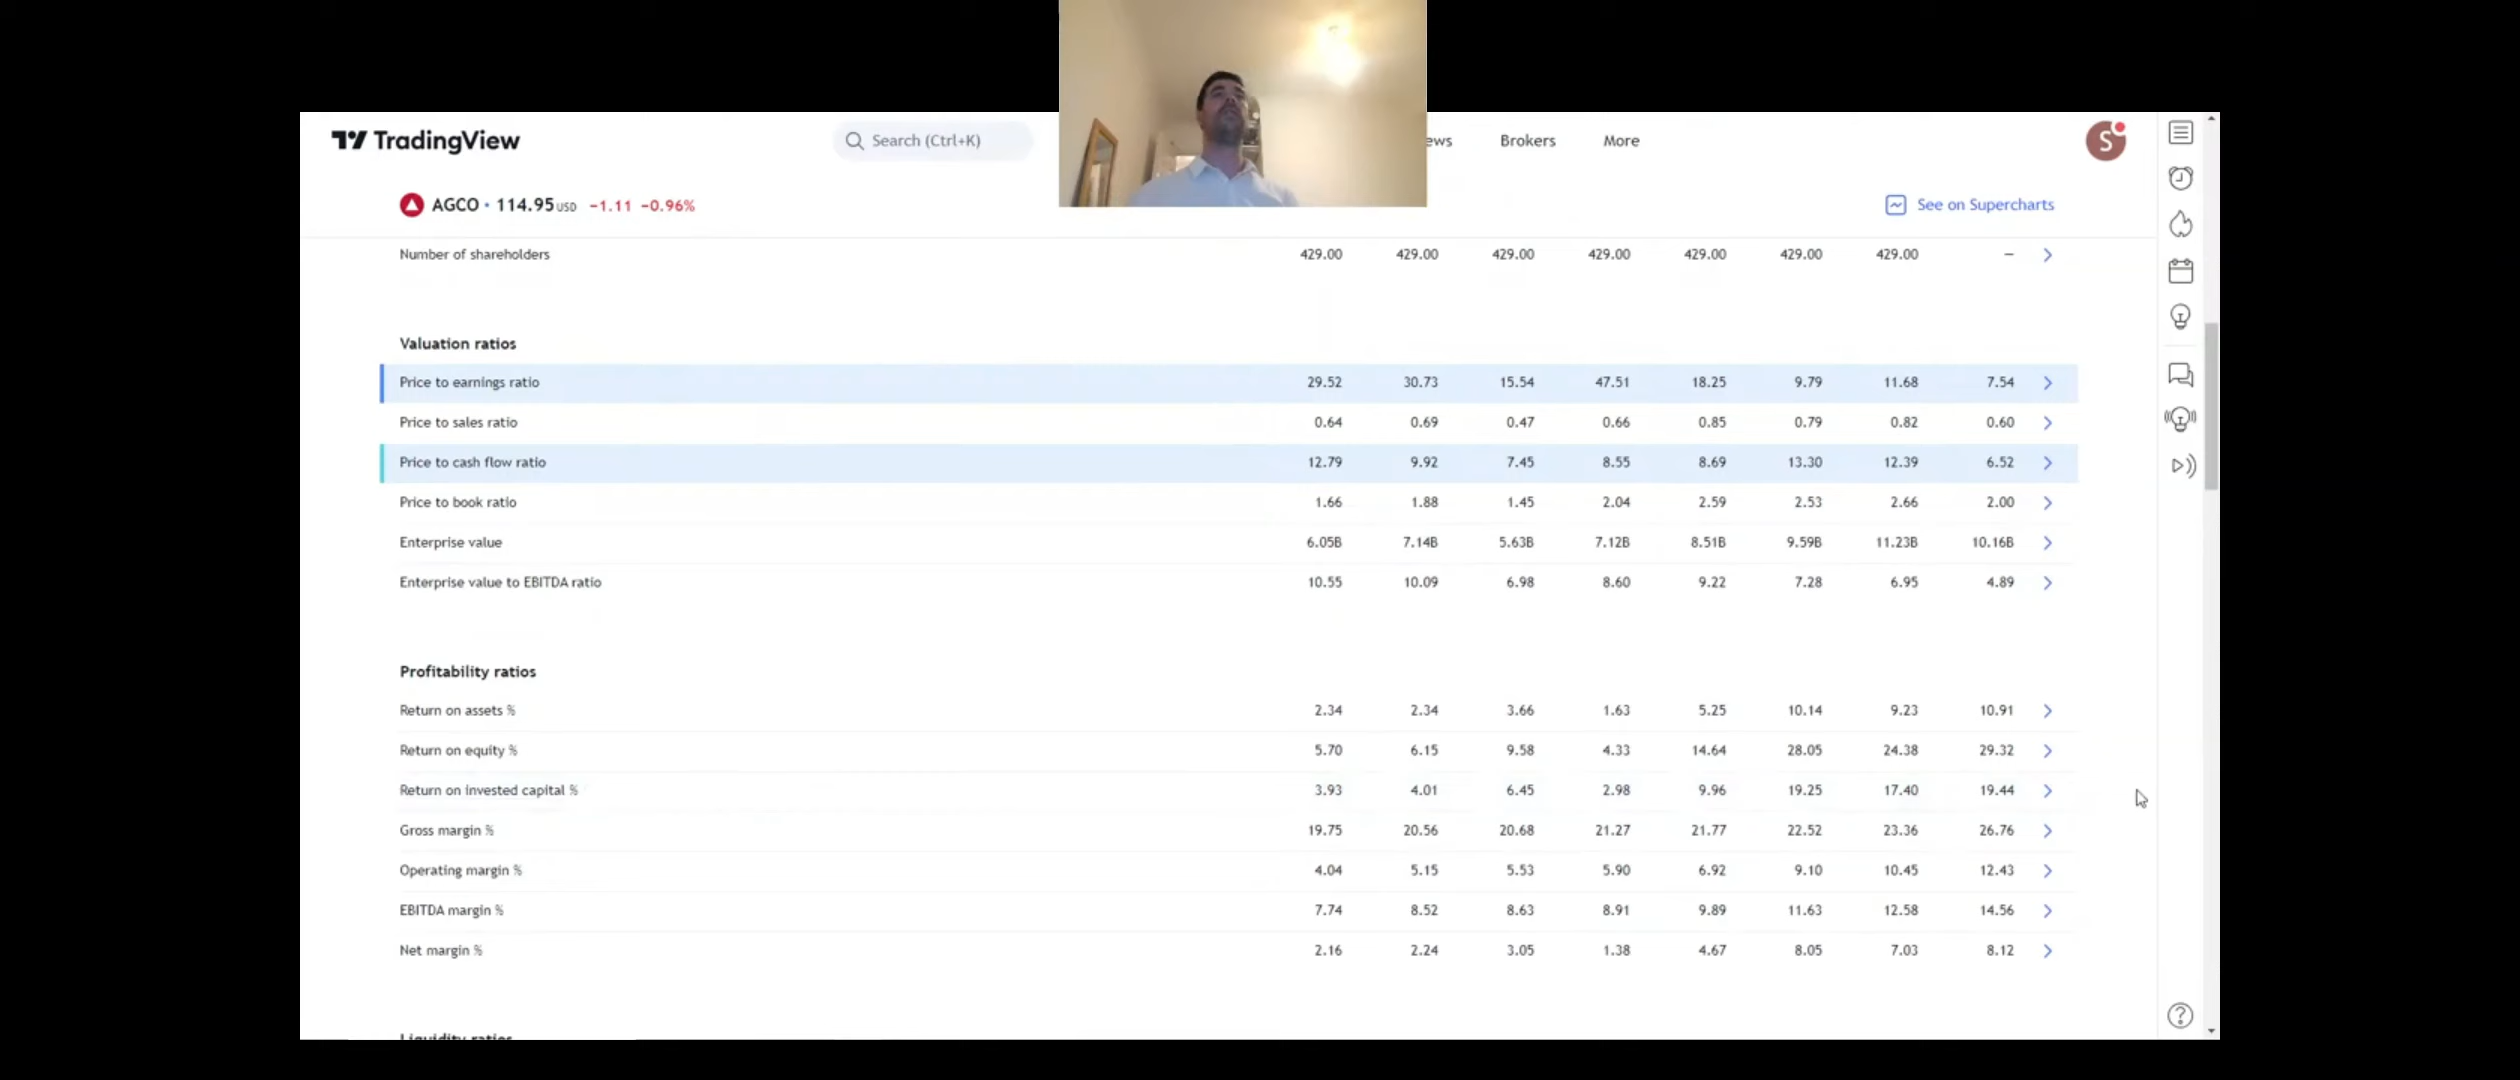 TradingView
Search (Ctrl+K)
ews
Brokers
More
S
AGCO • 114.95 USD −1.11 −0.96%
See on Supercharts
Number of shareholders 429.00 429.00 429.00 429.00 429.00 429.00 429.00 —
Valuation ratios
Price to earnings ratio 29.52 30.73 15.54 47.51 18.25 9.79 11.68 7.54
Price to sales ratio 0.64 0.69 0.47 0.66 0.85 0.79 0.82 0.60
Price to cash flow ratio 12.79 9.92 7.45 8.55 8.69 13.30 12.39 6.52
Price to book ratio 1.66 1.88 1.45 2.04 2.59 2.53 2.66 2.00
Enterprise value 6.05B 7.14B 5.63B 7.12B 8.51B 9.59B 11.23B 10.16B
Enterprise value to EBITDA ratio 10.55 10.09 6.98 8.60 9.22 7.28 6.95 4.89
Profitability ratios
Return on assets % 2.34 2.34 3.66 1.63 5.25 10.14 9.23 10.91
Return on equity % 5.70 6.15 9.58 4.33 14.64 28.05 24.38 29.32
Return on invested capital % 3.93 4.01 6.45 2.98 9.96 19.25 17.40 19.44
Gross margin % 19.75 20.56 20.68 21.27 21.77 22.52 23.36 26.76
Operating margin % 4.04 5.15 5.53 5.90 6.92 9.10 10.45 12.43
EBITDA margin % 7.74 8.52 8.63 8.91 9.89 11.63 12.58 14.56
Net margin % 2.16 2.24 3.05 1.38 4.67 8.05 7.03 8.12
Liquidity ratios